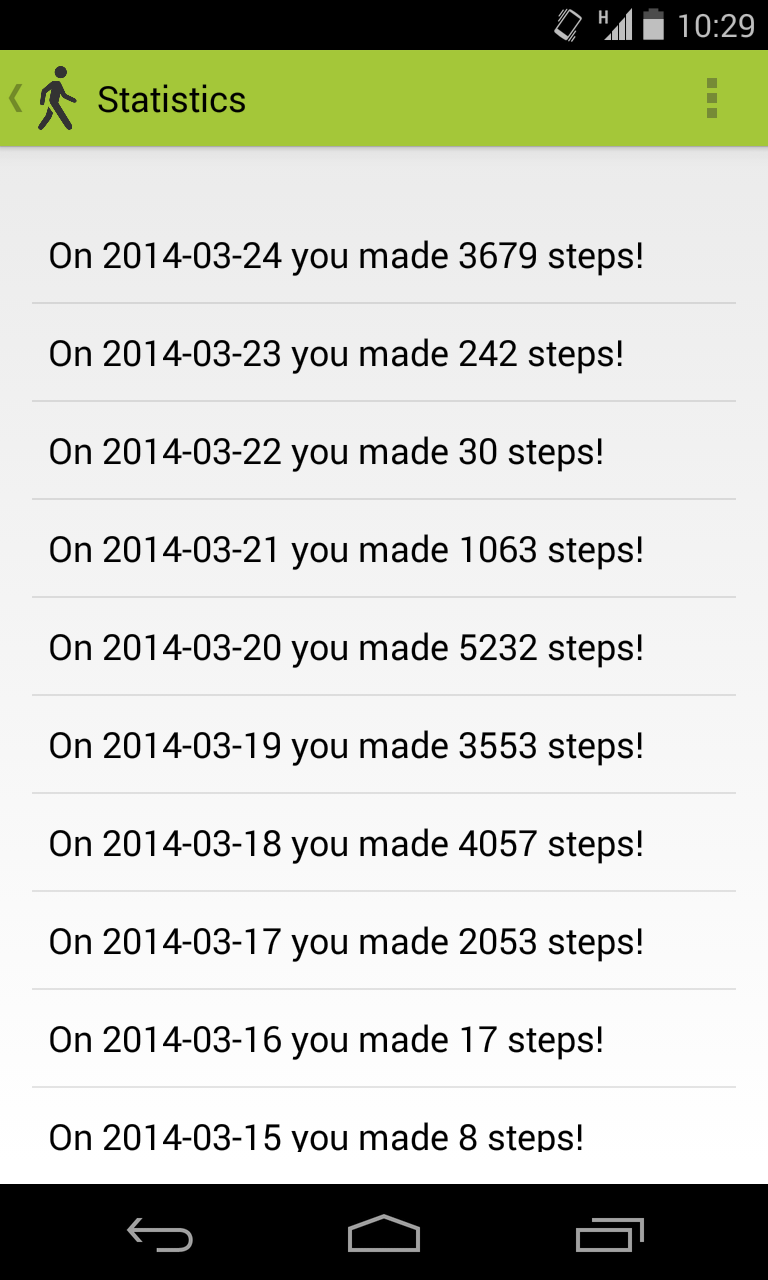 H 10:29
Statistics
On 2014-03-24 you made 3679 steps!
On 2014-03-23 you made 242 steps!
On 2014-03-22 you made 30 steps!
On 2014-03-21 you made 1063 steps!
On 2014-03-20 you made 5232 steps!
On 2014-03-19 you made 3553 steps!
On 2014-03-18 you made 4057 steps!
On 2014-03-17 you made 2053 steps!
On 2014-03-16 you made 17 steps!
On 2014-03-15 you made 8 steps!